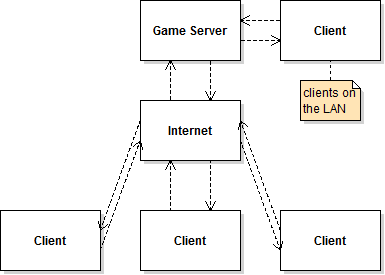 Game Server
Client
clients on
the LAN
Internet
Client
Client
Client